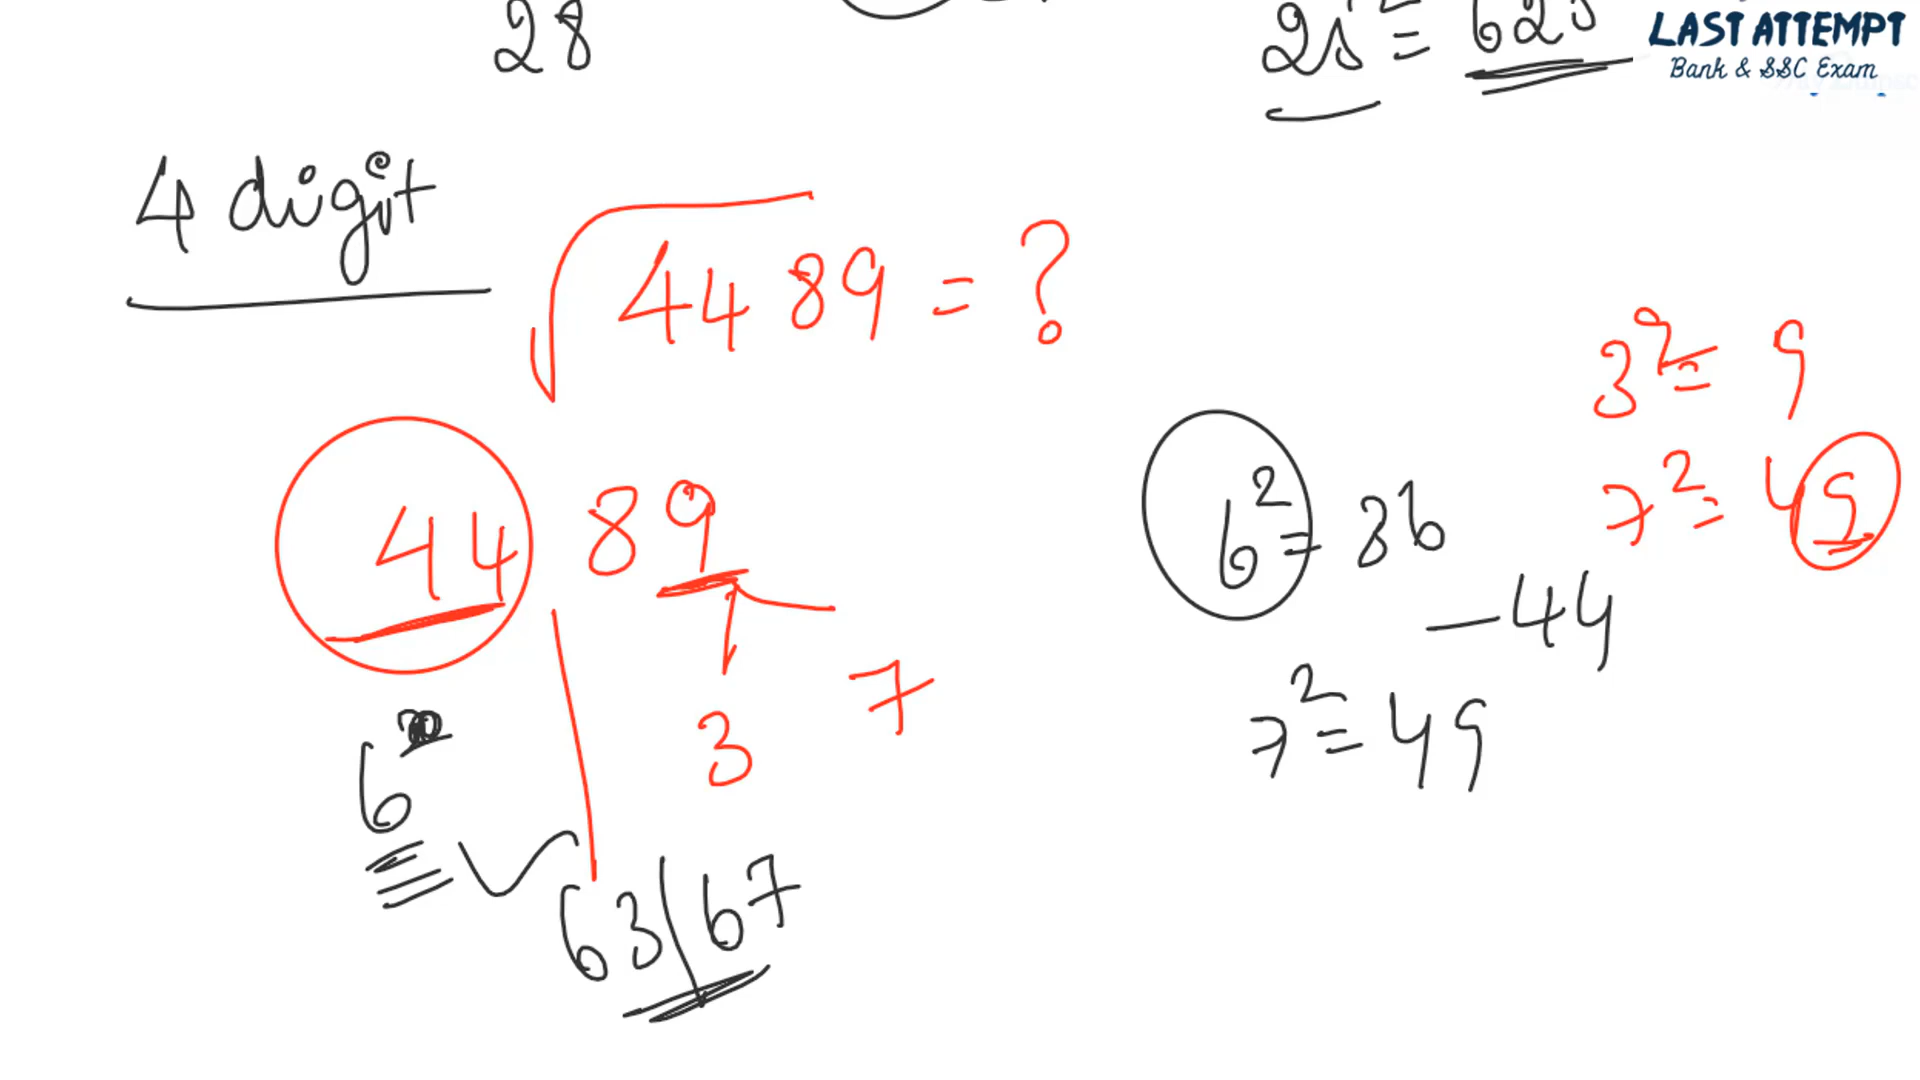 28
25² = 625
LAST ATTEMPT
Bank & SSC Exam
4 digit
√4489 = ?
3² = 9
44 89
6² = 36
7² = 49
- 44
3 7
7² = 49
6
63/67